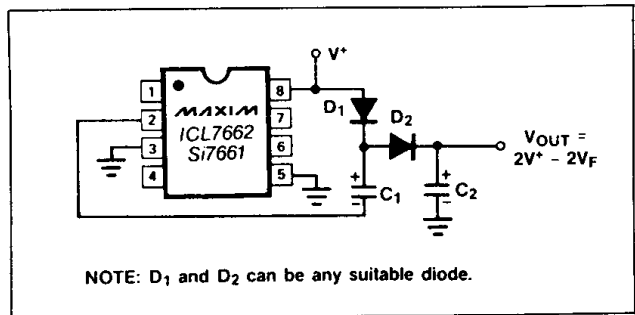 V⁺
1
2
3
4
8
7
6
5
MAXIM
ICL7662
Si7661
D₁
D₂
VOUT =
2V⁺ − 2VF
+
−
C₁
+
−
C₂
NOTE: D₁ and D₂ can be any suitable diode.